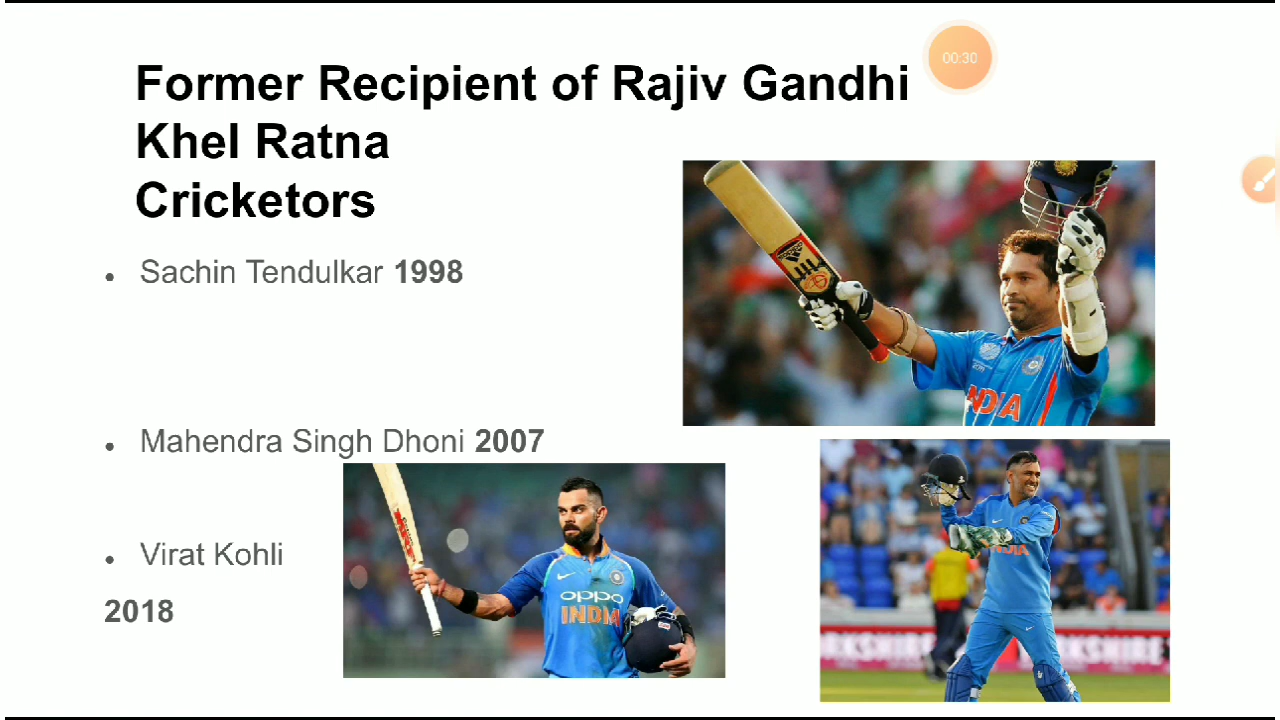 Former Recipient of Rajiv Gandhi
Khel Ratna
Cricketors
00:30
Sachin Tendulkar 1998
INDIA
Mahendra Singh Dhoni 2007
Virat Kohli
2018
oppo
INDIA
INDIA
RKSHIRE